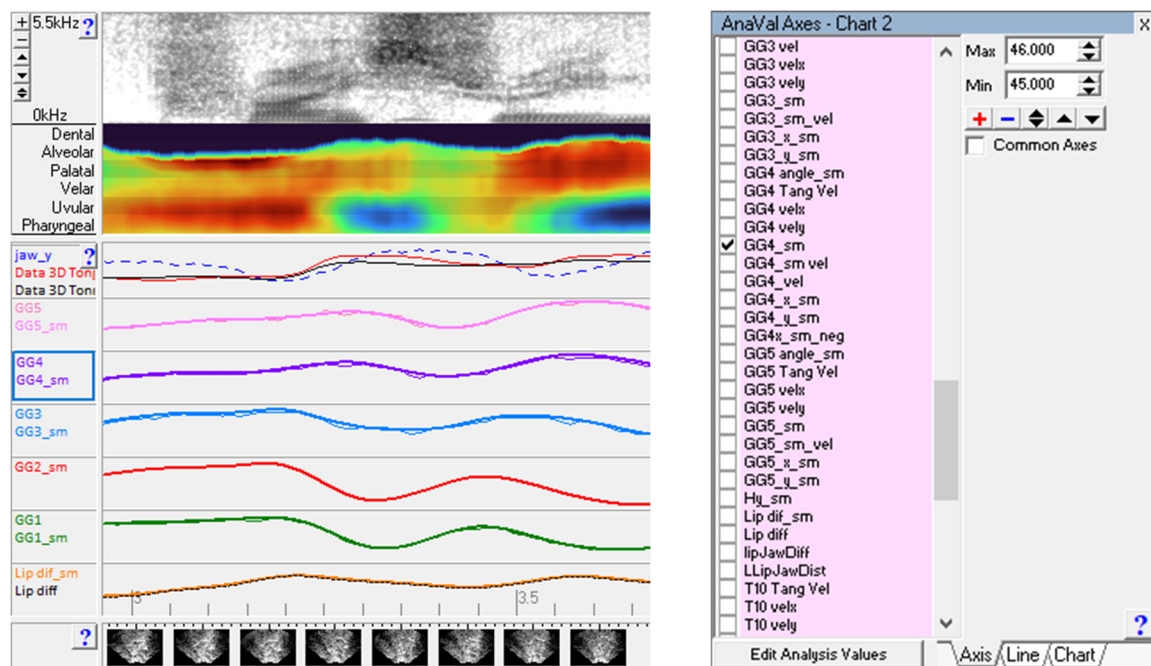 5.5kHz
?
0kHz
Dental
Alveolar
Palatal
Velar
Uvular
Pharyngeal
jaw_y
?
Data 3D Ton
Data 3D Ton
GG5
GG5_sm
GG4
GG4_sm
GG3
GG3_sm
GG2_sm
GG1
GG1_sm
Lip dif_sm
Lip diff
3
3.5
?
AnaVal Axes - Chart 2
X
GG3 vel
GG3 velx
GG3 vely
GG3_sm
GG3_sm_vel
GG3_x_sm
GG3_y_sm
GG4 angle_sm
GG4 Tang Vel
GG4 velx
GG4 vely
GG4_sm
GG4_sm vel
GG4_vel
GG4_x_sm
GG4_y_sm
GG4x_sm_neg
GG5 angle_sm
GG5 Tang Vel
GG5 velx
GG5 vely
GG5_sm
GG5_sm_vel
GG5_x_sm
GG5_y_sm
Hy_sm
Lip dif_sm
Lip diff
lipJawDiff
LLipJawDist
T10 Tang Vel
T10 velx
T10 vely
Edit Analysis Values
Max 46.000
Min 45.000
Common Axes
?
Axis Line Chart